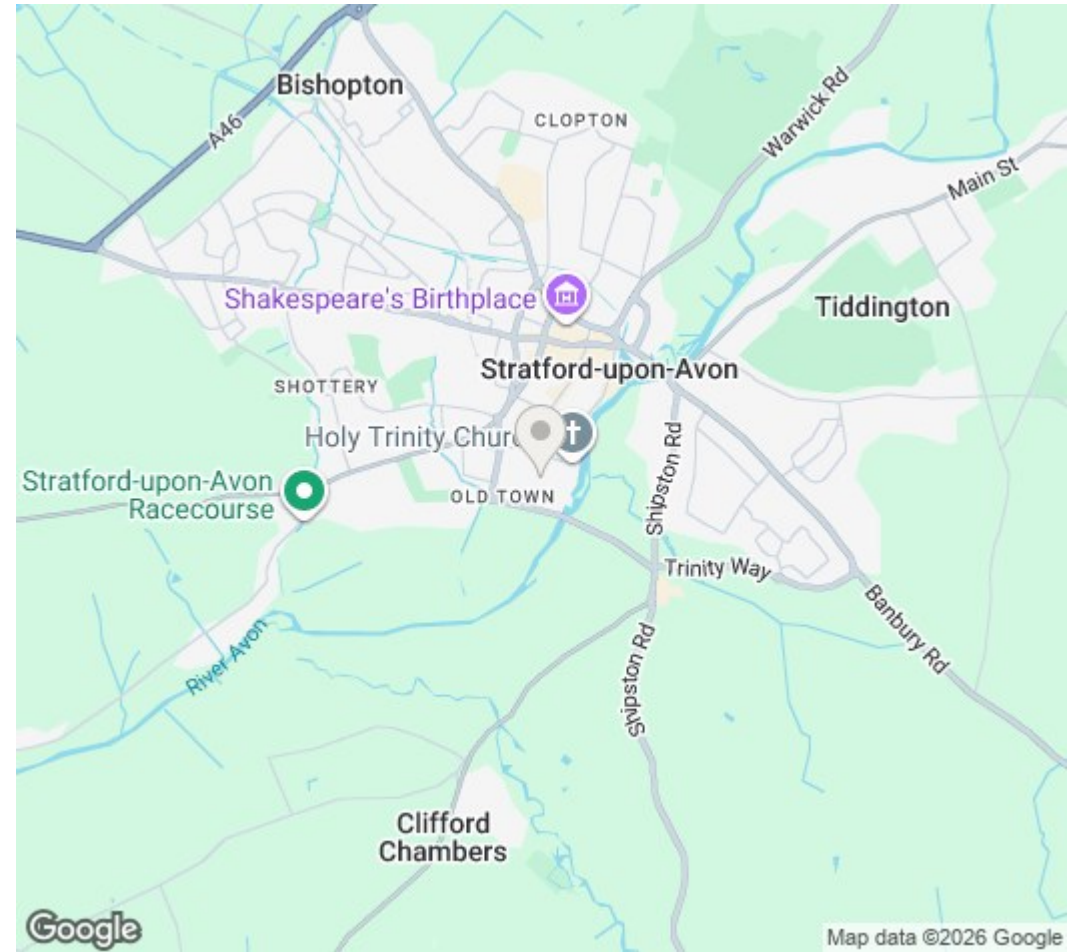 Bishopton
CLOPTON
A46
Warwick Rd
Main St
Shakespeare's Birthplace
Tiddington
Stratford-upon-Avon
SHOTTERY
Holy Trinity Churc
Stratford-upon-Avon
Racecourse
OLD TOWN
Shipston Rd
Trinity Way
Banbury Rd
River Avon
Shipston Rd
Clifford
Chambers
Google
Map data ©2026 Google